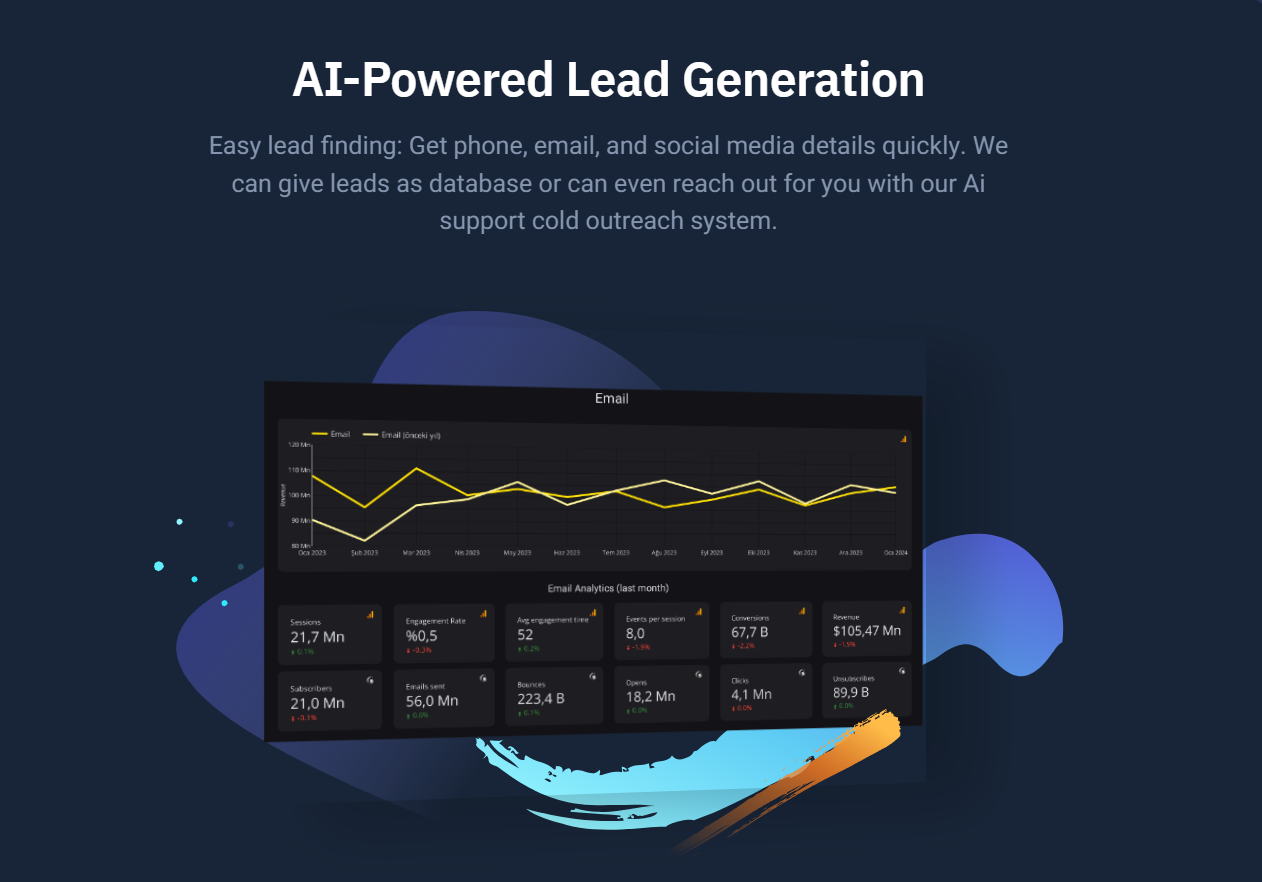 AI-Powered Lead Generation
Easy lead finding: Get phone, email, and social media details quickly. We
can give leads as database or can even reach out for you with our Ai
support cold outreach system.
Email
Email Email (önceki yıl)
120 Mn
110 Mn
100 Mn
90 Mn
80 Mn
Revenue
Oca 2023 Şub 2023 Mar 2023 Nis 2023 May 2023 Haz 2023 Tem 2023 Ağu 2023 Eyl 2023 Eki 2023 Kas 2023 Ara 2023 Oca 2024
Email Analytics (last month)
Sessions Engagement Rate Avg engagement time Events per session Conversions Revenue
21,7 Mn %0,5 52 8,0 67,7 B $105,47 Mn
0.1% -0.3% 0.2% -1.9% -2.2% -1.5%
Subscribers Emails sent Bounces Opens Clicks Unsubscribes
21,0 Mn 56,0 Mn 223,4 B 18,2 Mn 4,1 Mn 89,9 B
-0.1% 0.0% 0.1% 0.0% 0.0% 0.0%